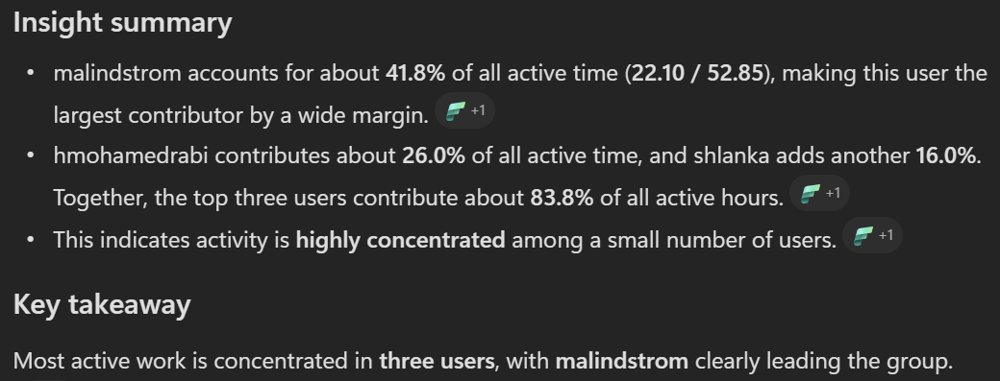 Insight summary
• malindstrom accounts for about 41.8% of all active time (22.10 / 52.85), making this user the
largest contributor by a wide margin. +1
• hmohamedrabi contributes about 26.0% of all active time, and shlanka adds another 16.0%.
Together, the top three users contribute about 83.8% of all active hours. +1
• This indicates activity is highly concentrated among a small number of users. +1
Key takeaway
Most active work is concentrated in three users, with malindstrom clearly leading the group.